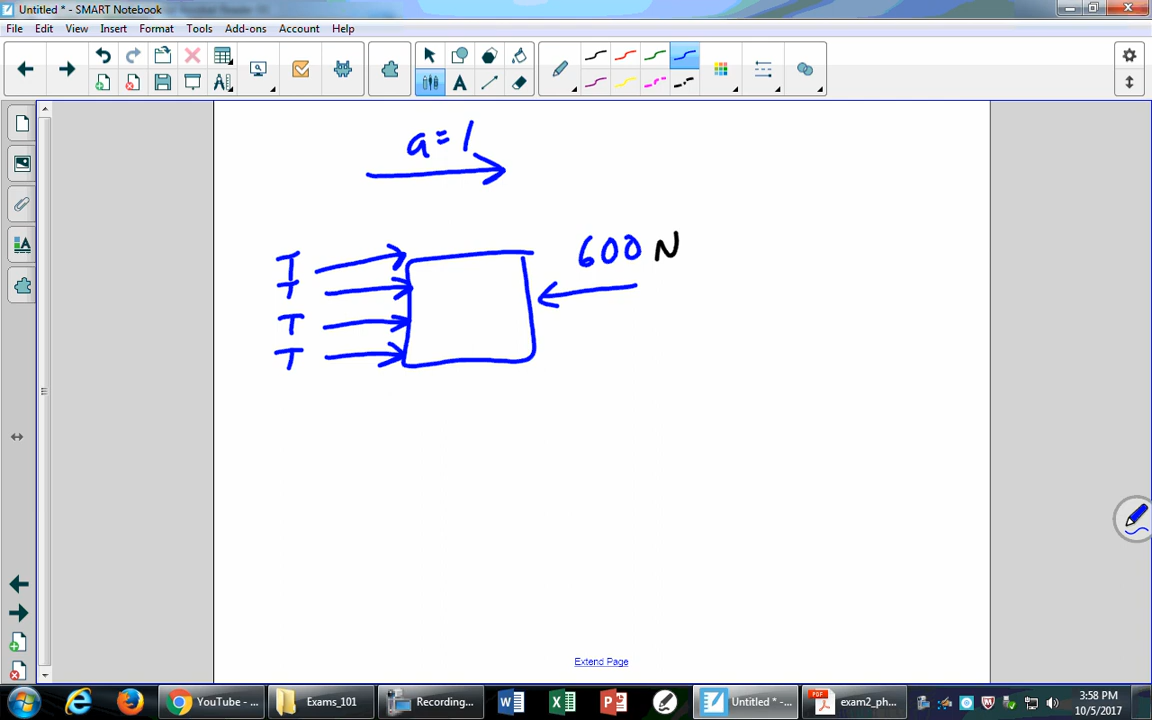 Untitled * - SMART Notebook
File Edit View Insert Format Tools Add-ons Account Help
A
a = 1
600 N
T
T
T
T
Extend Page
YouTube - ...
Exams_101
Recording...
Untitled * -...
exam2_ph...
3:58 PM
10/5/2017